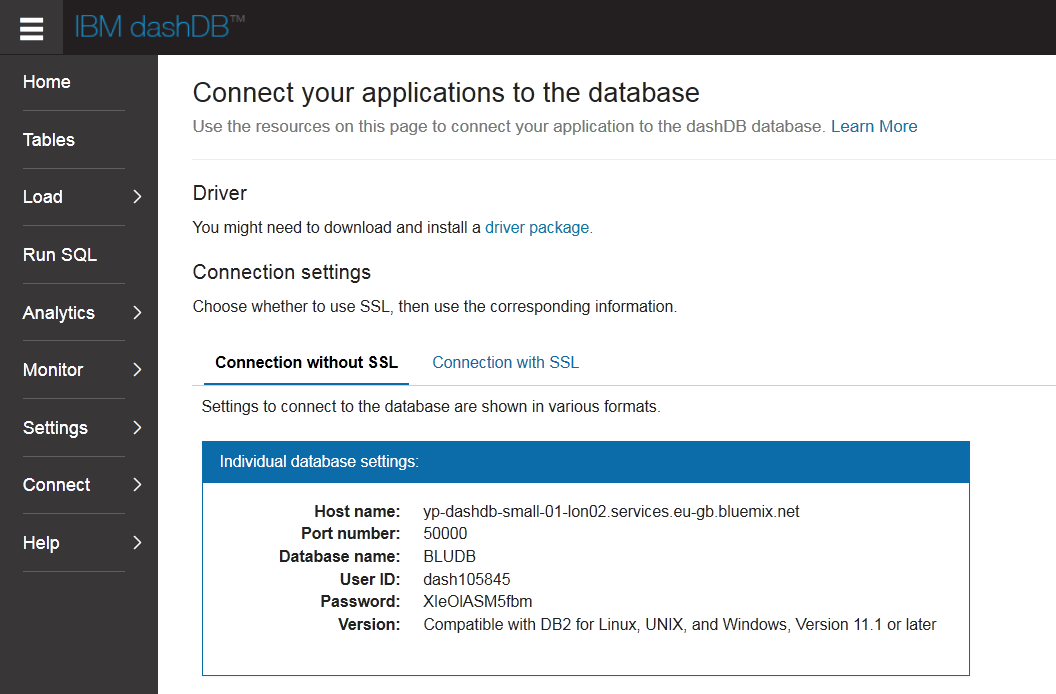 IBM dashDB™
Home
Tables
Load
Run SQL
Analytics
Monitor
Settings
Connect
Help
Connect your applications to the database
Use the resources on this page to connect your application to the dashDB database. Learn More
Driver
You might need to download and install a driver package.
Connection settings
Choose whether to use SSL, then use the corresponding information.
Connection without SSL Connection with SSL
Settings to connect to the database are shown in various formats.
Individual database settings:
Host name: yp-dashdb-small-01-lon02.services.eu-gb.bluemix.net
Port number: 50000
Database name: BLUDB
User ID: dash105845
Password: XIeOlASM5fbm
Version: Compatible with DB2 for Linux, UNIX, and Windows, Version 11.1 or later